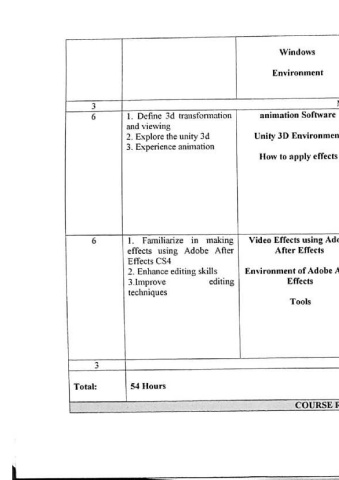 Windows
Environment
3
6
1. Define 3d transformation
and viewing
2. Explore the unity 3d
3. Experience animation
animation Software
Unity 3D Environmen
How to apply effects
6
1. Familiarize in making
effects using Adobe After
Effects CS4
2. Enhance editing skills
3.Improve editing
techniques
Video Effects using Ado
After Effects
Environment of Adobe A
Effects
Tools
3
Total:
54 Hours
COURSE R